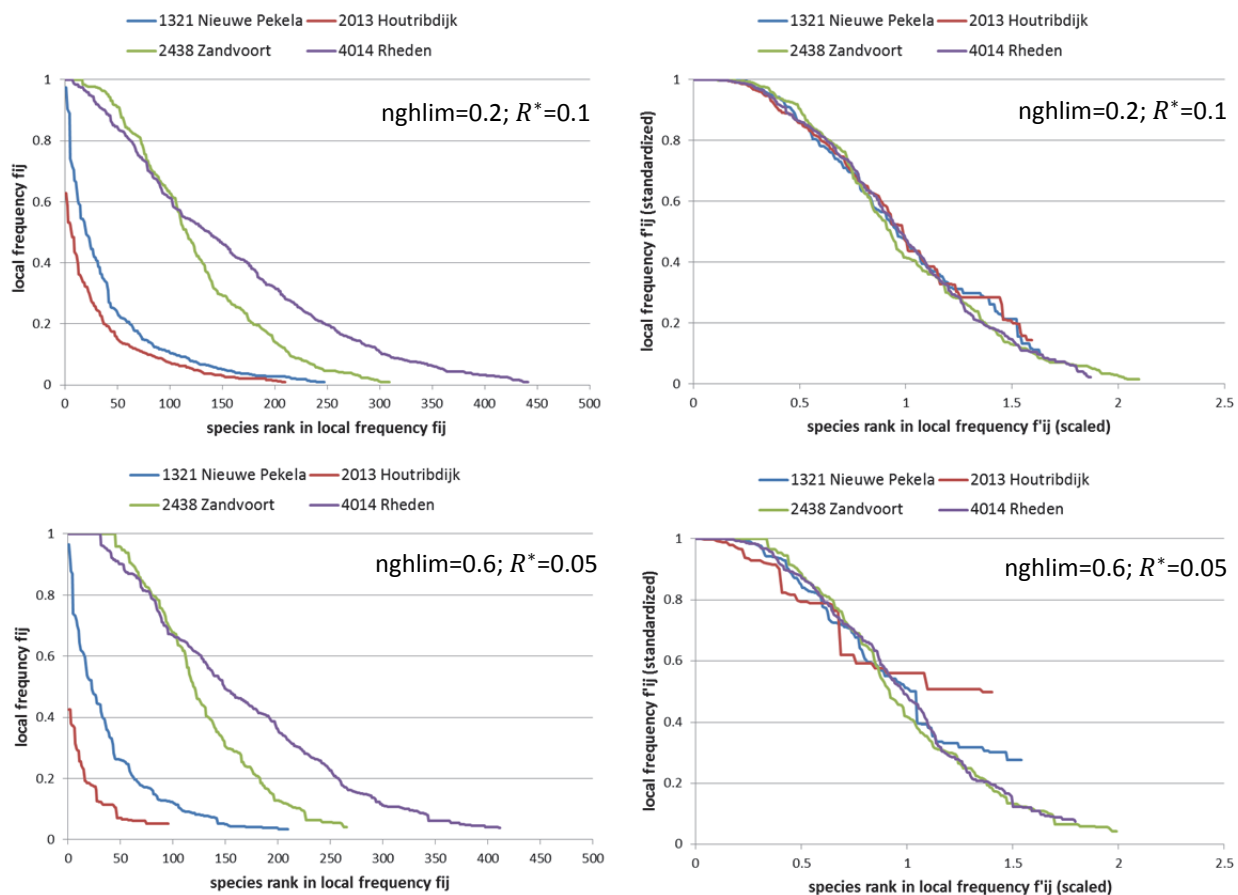 1321 Nieuwe Pekela 2013 Houtribdijk
2438 Zandvoort 4014 Rheden
nghlim=0.2; R*=0.1
local frequency fij
1
0.8
0.6
0.4
0.2
0
0 50 100 150 200 250 300 350 400 450 500
species rank in local frequency fij
1321 Nieuwe Pekela 2013 Houtribdijk
2438 Zandvoort 4014 Rheden
nghlim=0.2; R*=0.1
local frequency f'ij (standardized)
1
0.8
0.6
0.4
0.2
0
0 0.5 1 1.5 2 2.5
species rank in local frequency f'ij (scaled)
1321 Nieuwe Pekela 2013 Houtribdijk
2438 Zandvoort 4014 Rheden
nghlim=0.6; R*=0.05
local frequncy fij
1
0.8
0.6
0.4
0.2
0
0 50 100 150 200 250 300 350 400 450 500
species rank in local frequency fij
1321 Nieuwe Pekela 2013 Houtribdijk
2438 Zandvoort 4014 Rheden
nghlim=0.6; R*=0.05
local frequency f'ij (standardized)
1
0.8
0.6
0.4
0.2
0
0 0.5 1 1.5 2 2.5
species rank in local frequency f'ij (scaled)